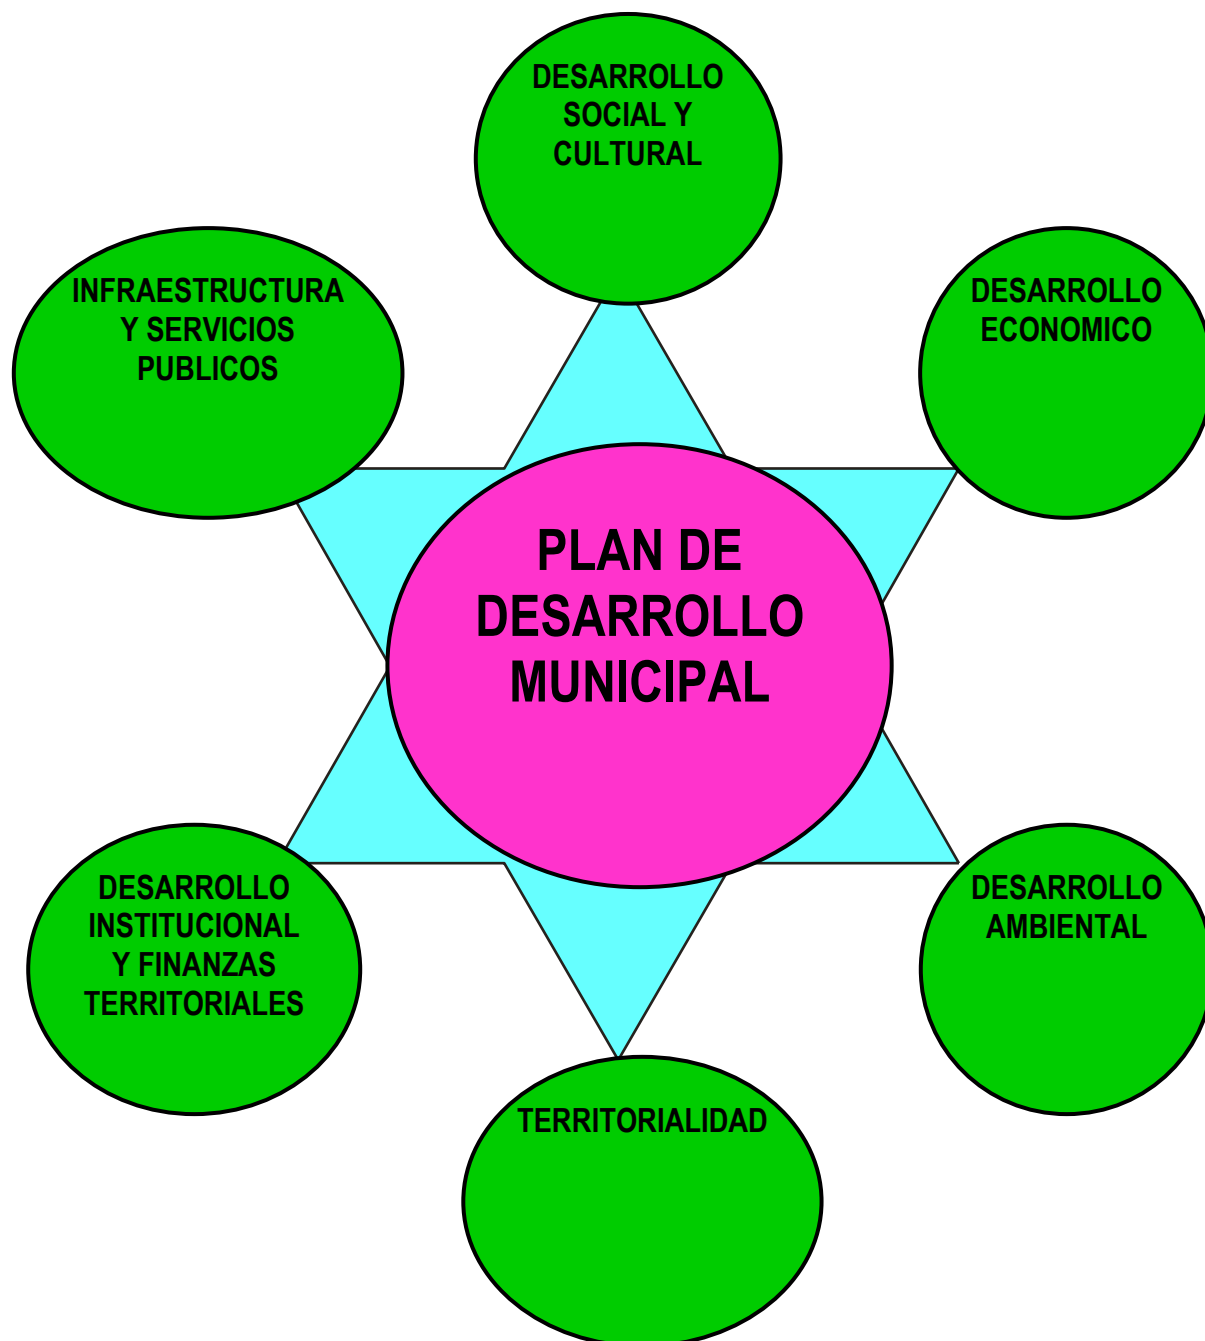 DESARROLLO
SOCIAL Y
CULTURAL
INFRAESTRUCTURA
Y SERVICIOS
PUBLICOS
DESARROLLO
ECONOMICO
PLAN DE
DESARROLLO
MUNICIPAL
DESARROLLO
INSTITUCIONAL
Y FINANZAS
TERRITORIALES
DESARROLLO
AMBIENTAL
TERRITORIALIDAD